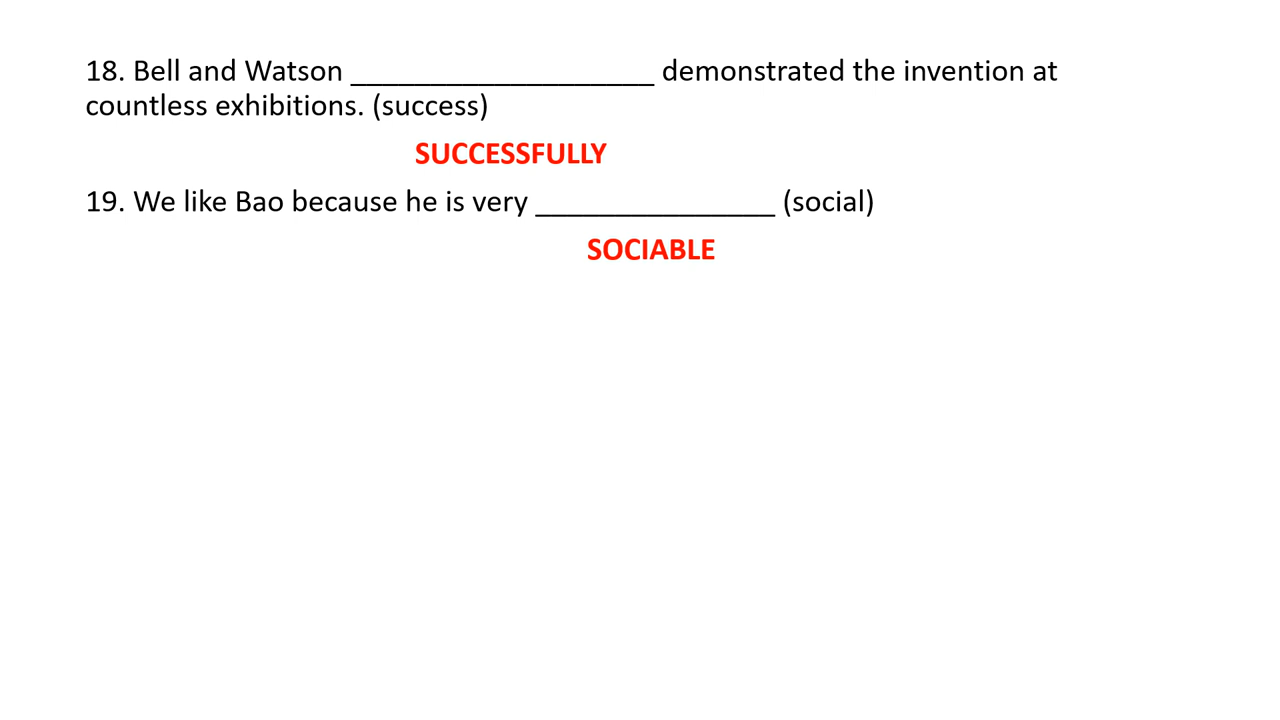 18. Bell and Watson ___________________ demonstrated the invention at
countless exhibitions. (success)
SUCCESSFULLY
19. We like Bao because he is very _______________ (social)
SOCIABLE